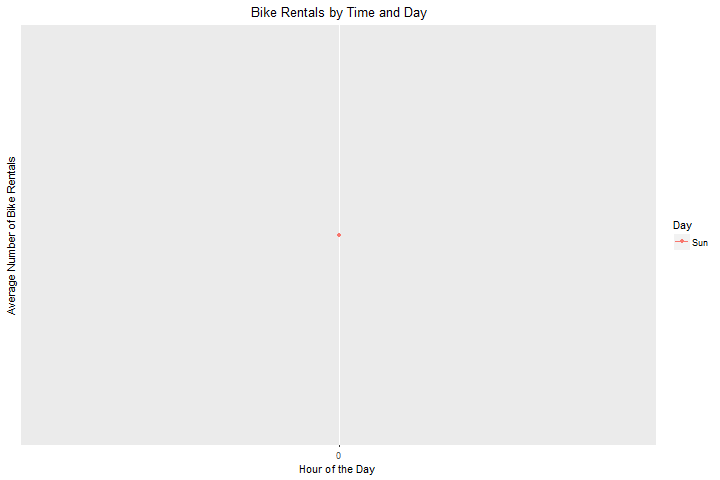 Bike Rentals by Time and Day
Average Number of Bike Rentals
Day
Sun
0
Hour of the Day